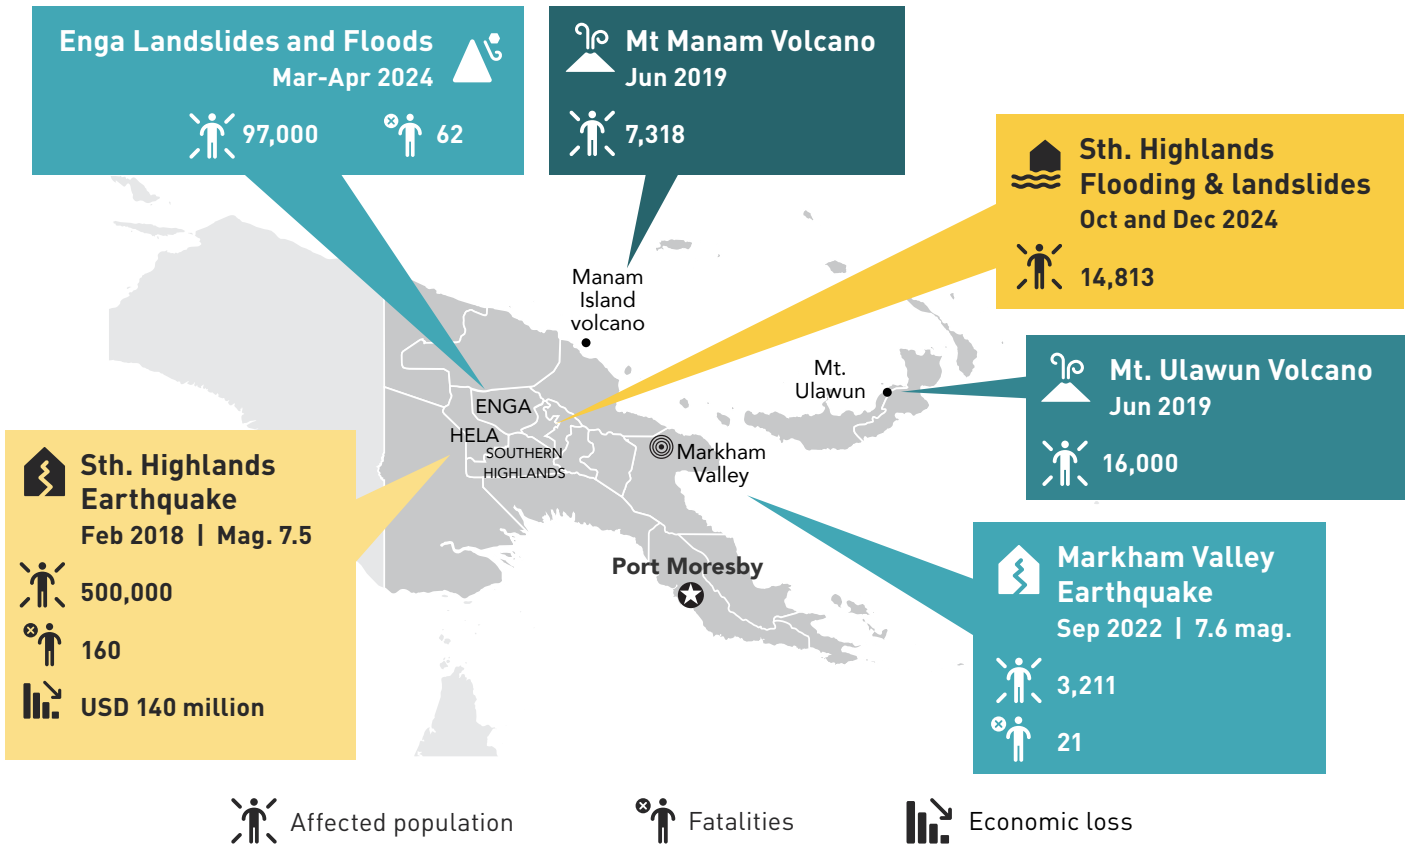 Enga Landslides and Floods
Mar-Apr 2024
97,000
62
Mt Manam Volcano
Jun 2019
7,318
Sth. Highlands
Flooding & landslides
Oct and Dec 2024
14,813
Manam
Island
volcano
Mt.
Ulawun
Mt. Ulawun Volcano
Jun 2019
16,000
ENGA
HELA
SOUTHERN
HIGHLANDS
Markham
Valley
Sth. Highlands
Earthquake
Feb 2018 | Mag. 7.5
500,000
160
USD 140 million
Port Moresby
Markham Valley
Earthquake
Sep 2022 | 7.6 mag.
3,211
21
Affected population
Fatalities
Economic loss